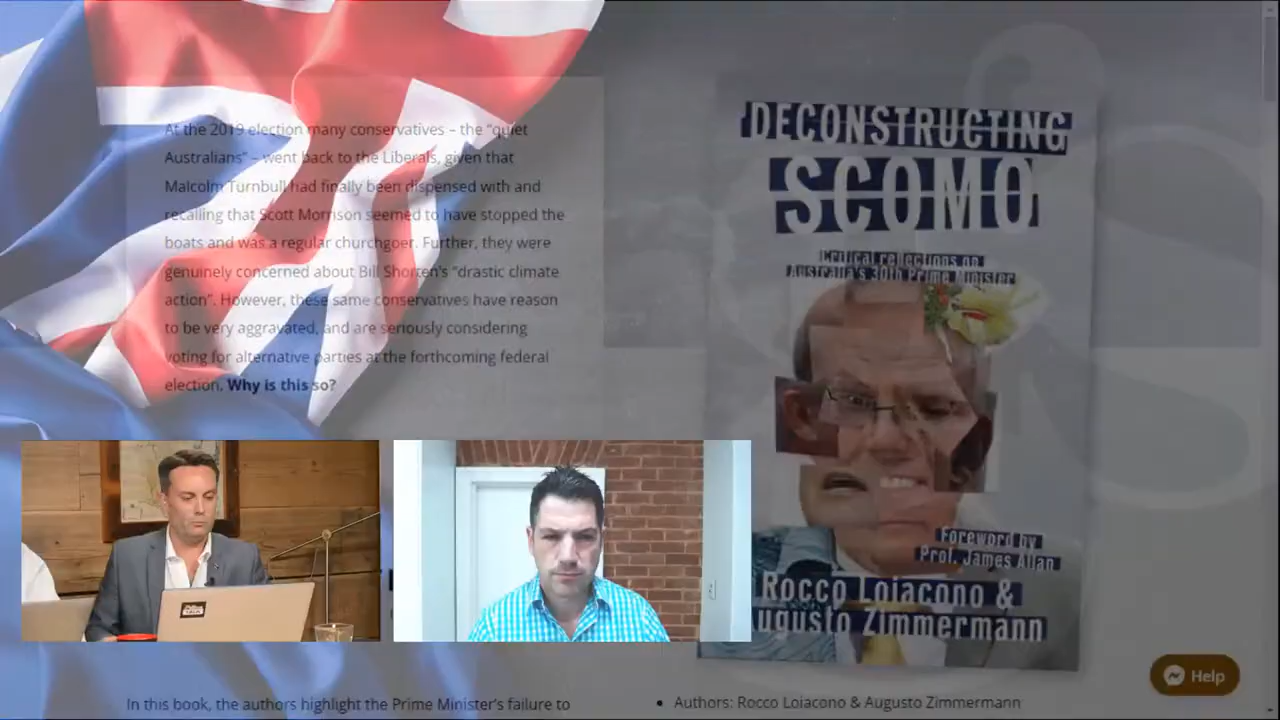 At the 2019 election many conservatives – the “quiet
Australians” – went back to the Liberals, given that
Malcolm Turnbull had finally been dispensed with and
recalling that Scott Morrison seemed to have stopped the
boats and was a regular churchgoer. Further, they were
genuinely concerned about Bill Shorten’s “drastic climate
action”. However, these same conservatives have reason
to be very aggravated, and are seriously considering
voting for alternative parties at the forthcoming federal
election. Why is this so?
In this book, the authors highlight the Prime Minister’s failure to
DECONSTRUCTING
SCOMO
Critical reflections on
Australia's 30th Prime Minister
Foreword by
Prof. James Allan
Rocco Loiacono &
ugusto Zimmermann
• Authors: Rocco Loiacono & Augusto Zimmermann
Help